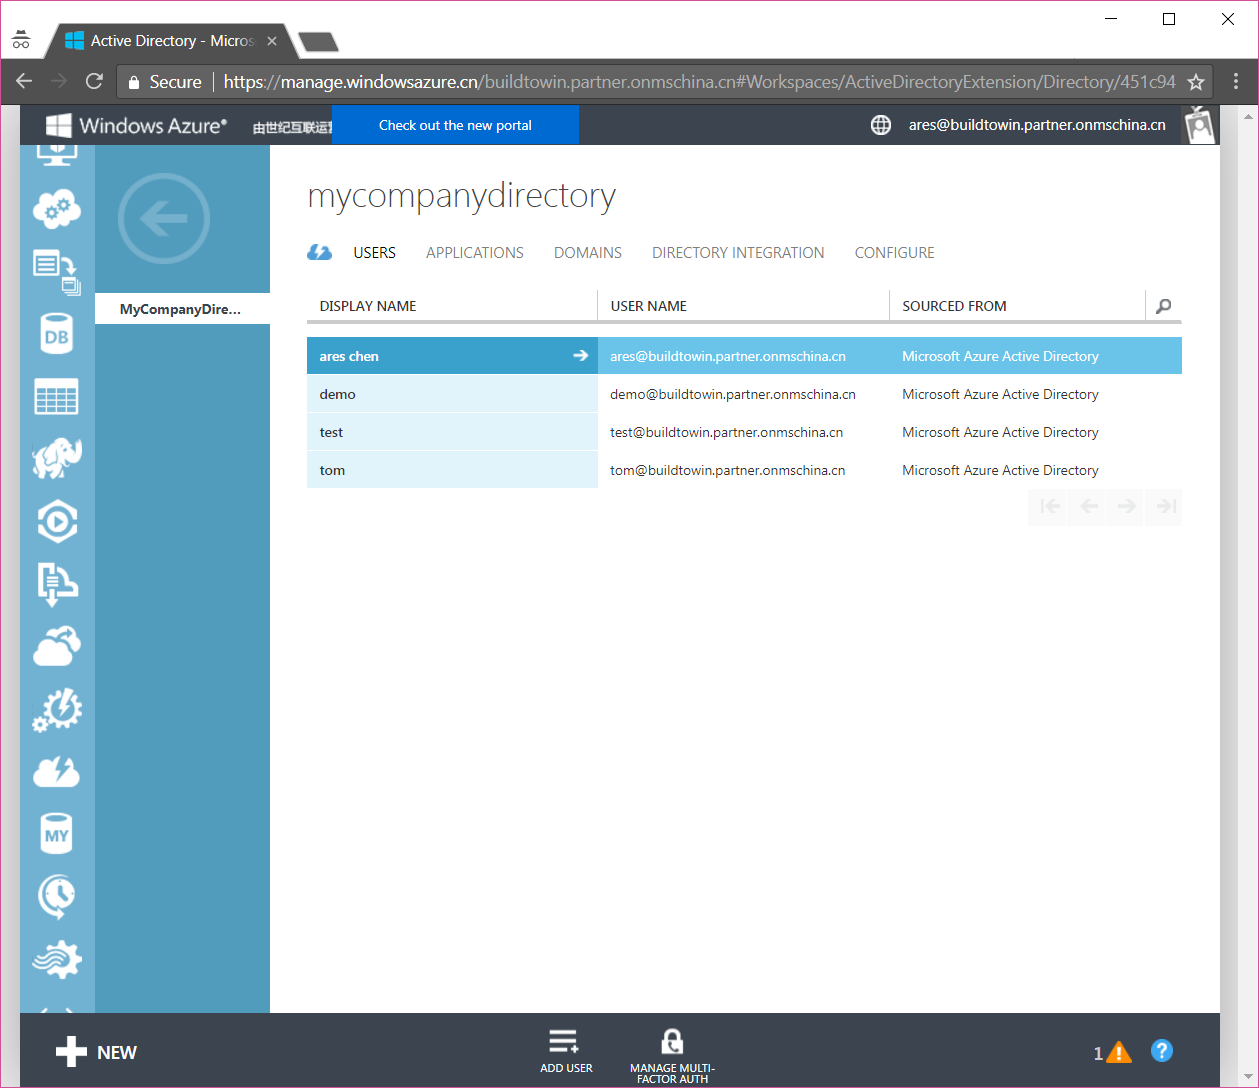 Active Directory - Micros
Secure | https://manage.windowsazure.cn/buildtowin.partner.onmschina.cn#Workspaces/ActiveDirectoryExtension/Directory/451c94
Windows Azure® 由世纪互联运 Check out the new portal ares@buildtowin.partner.onmschina.cn
mycompanydirectory
USERS APPLICATIONS DOMAINS DIRECTORY INTEGRATION CONFIGURE
MyCompanyDire...
DISPLAY NAME USER NAME SOURCED FROM
ares chen ares@buildtowin.partner.onmschina.cn Microsoft Azure Active Directory
demo demo@buildtowin.partner.onmschina.cn Microsoft Azure Active Directory
test test@buildtowin.partner.onmschina.cn Microsoft Azure Active Directory
tom tom@buildtowin.partner.onmschina.cn Microsoft Azure Active Directory
DB
MY
NEW
ADD USER
MANAGE MULTI-
FACTOR AUTH
1